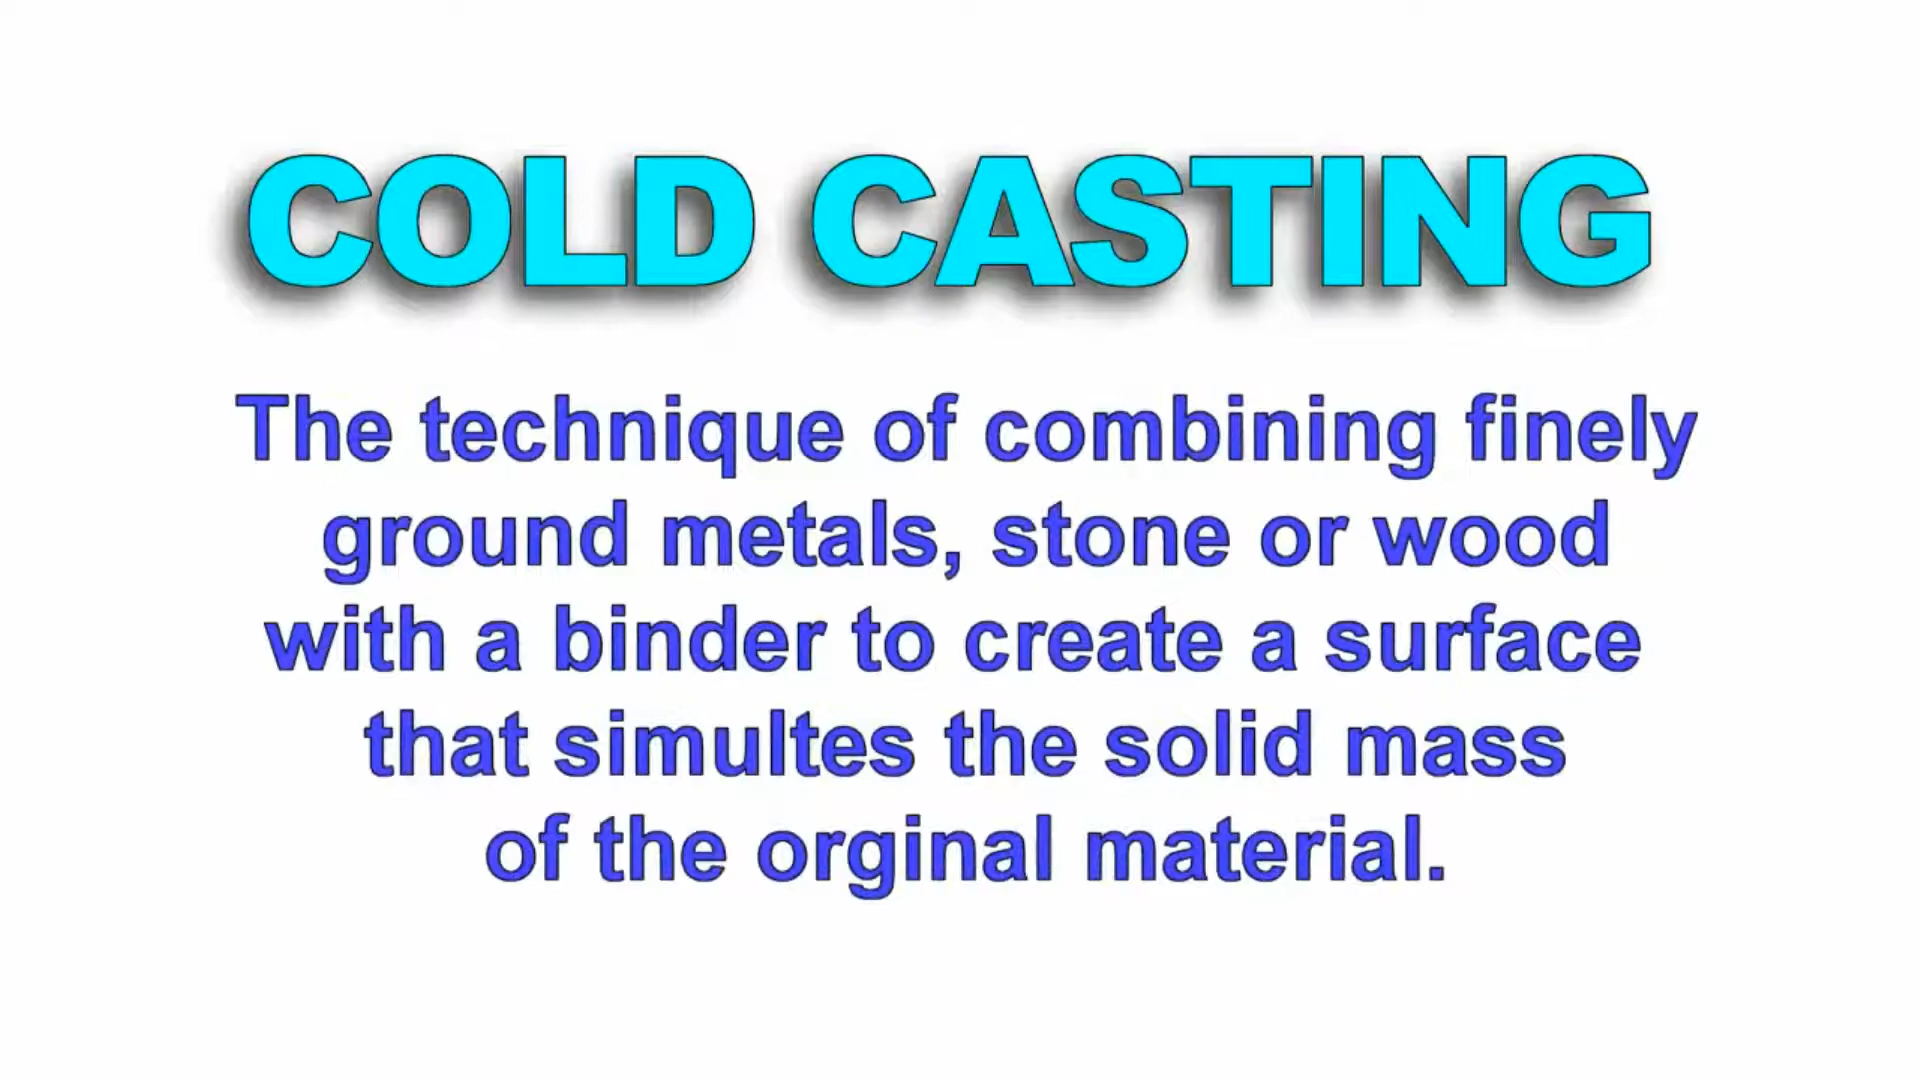 COLD CASTING
The technique of combining finely
ground metals, stone or wood
with a binder to create a surface
that simultes the solid mass
of the orginal material.